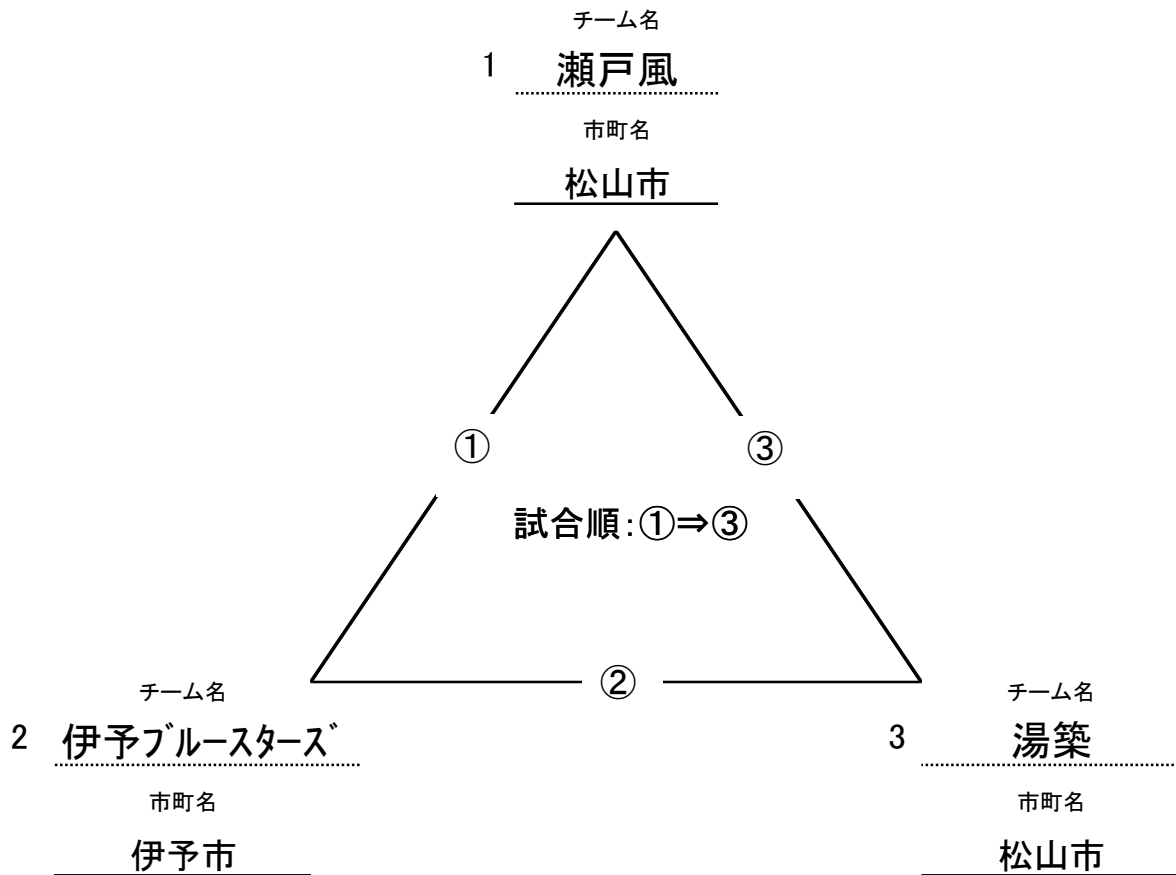 チーム名
1 瀬戸風
市町名
松山市
① ③
試合順:①⇒③
②
チーム名 チーム名
2 伊予ブルースターズ 3 湯築
市町名 市町名
伊予市 松山市